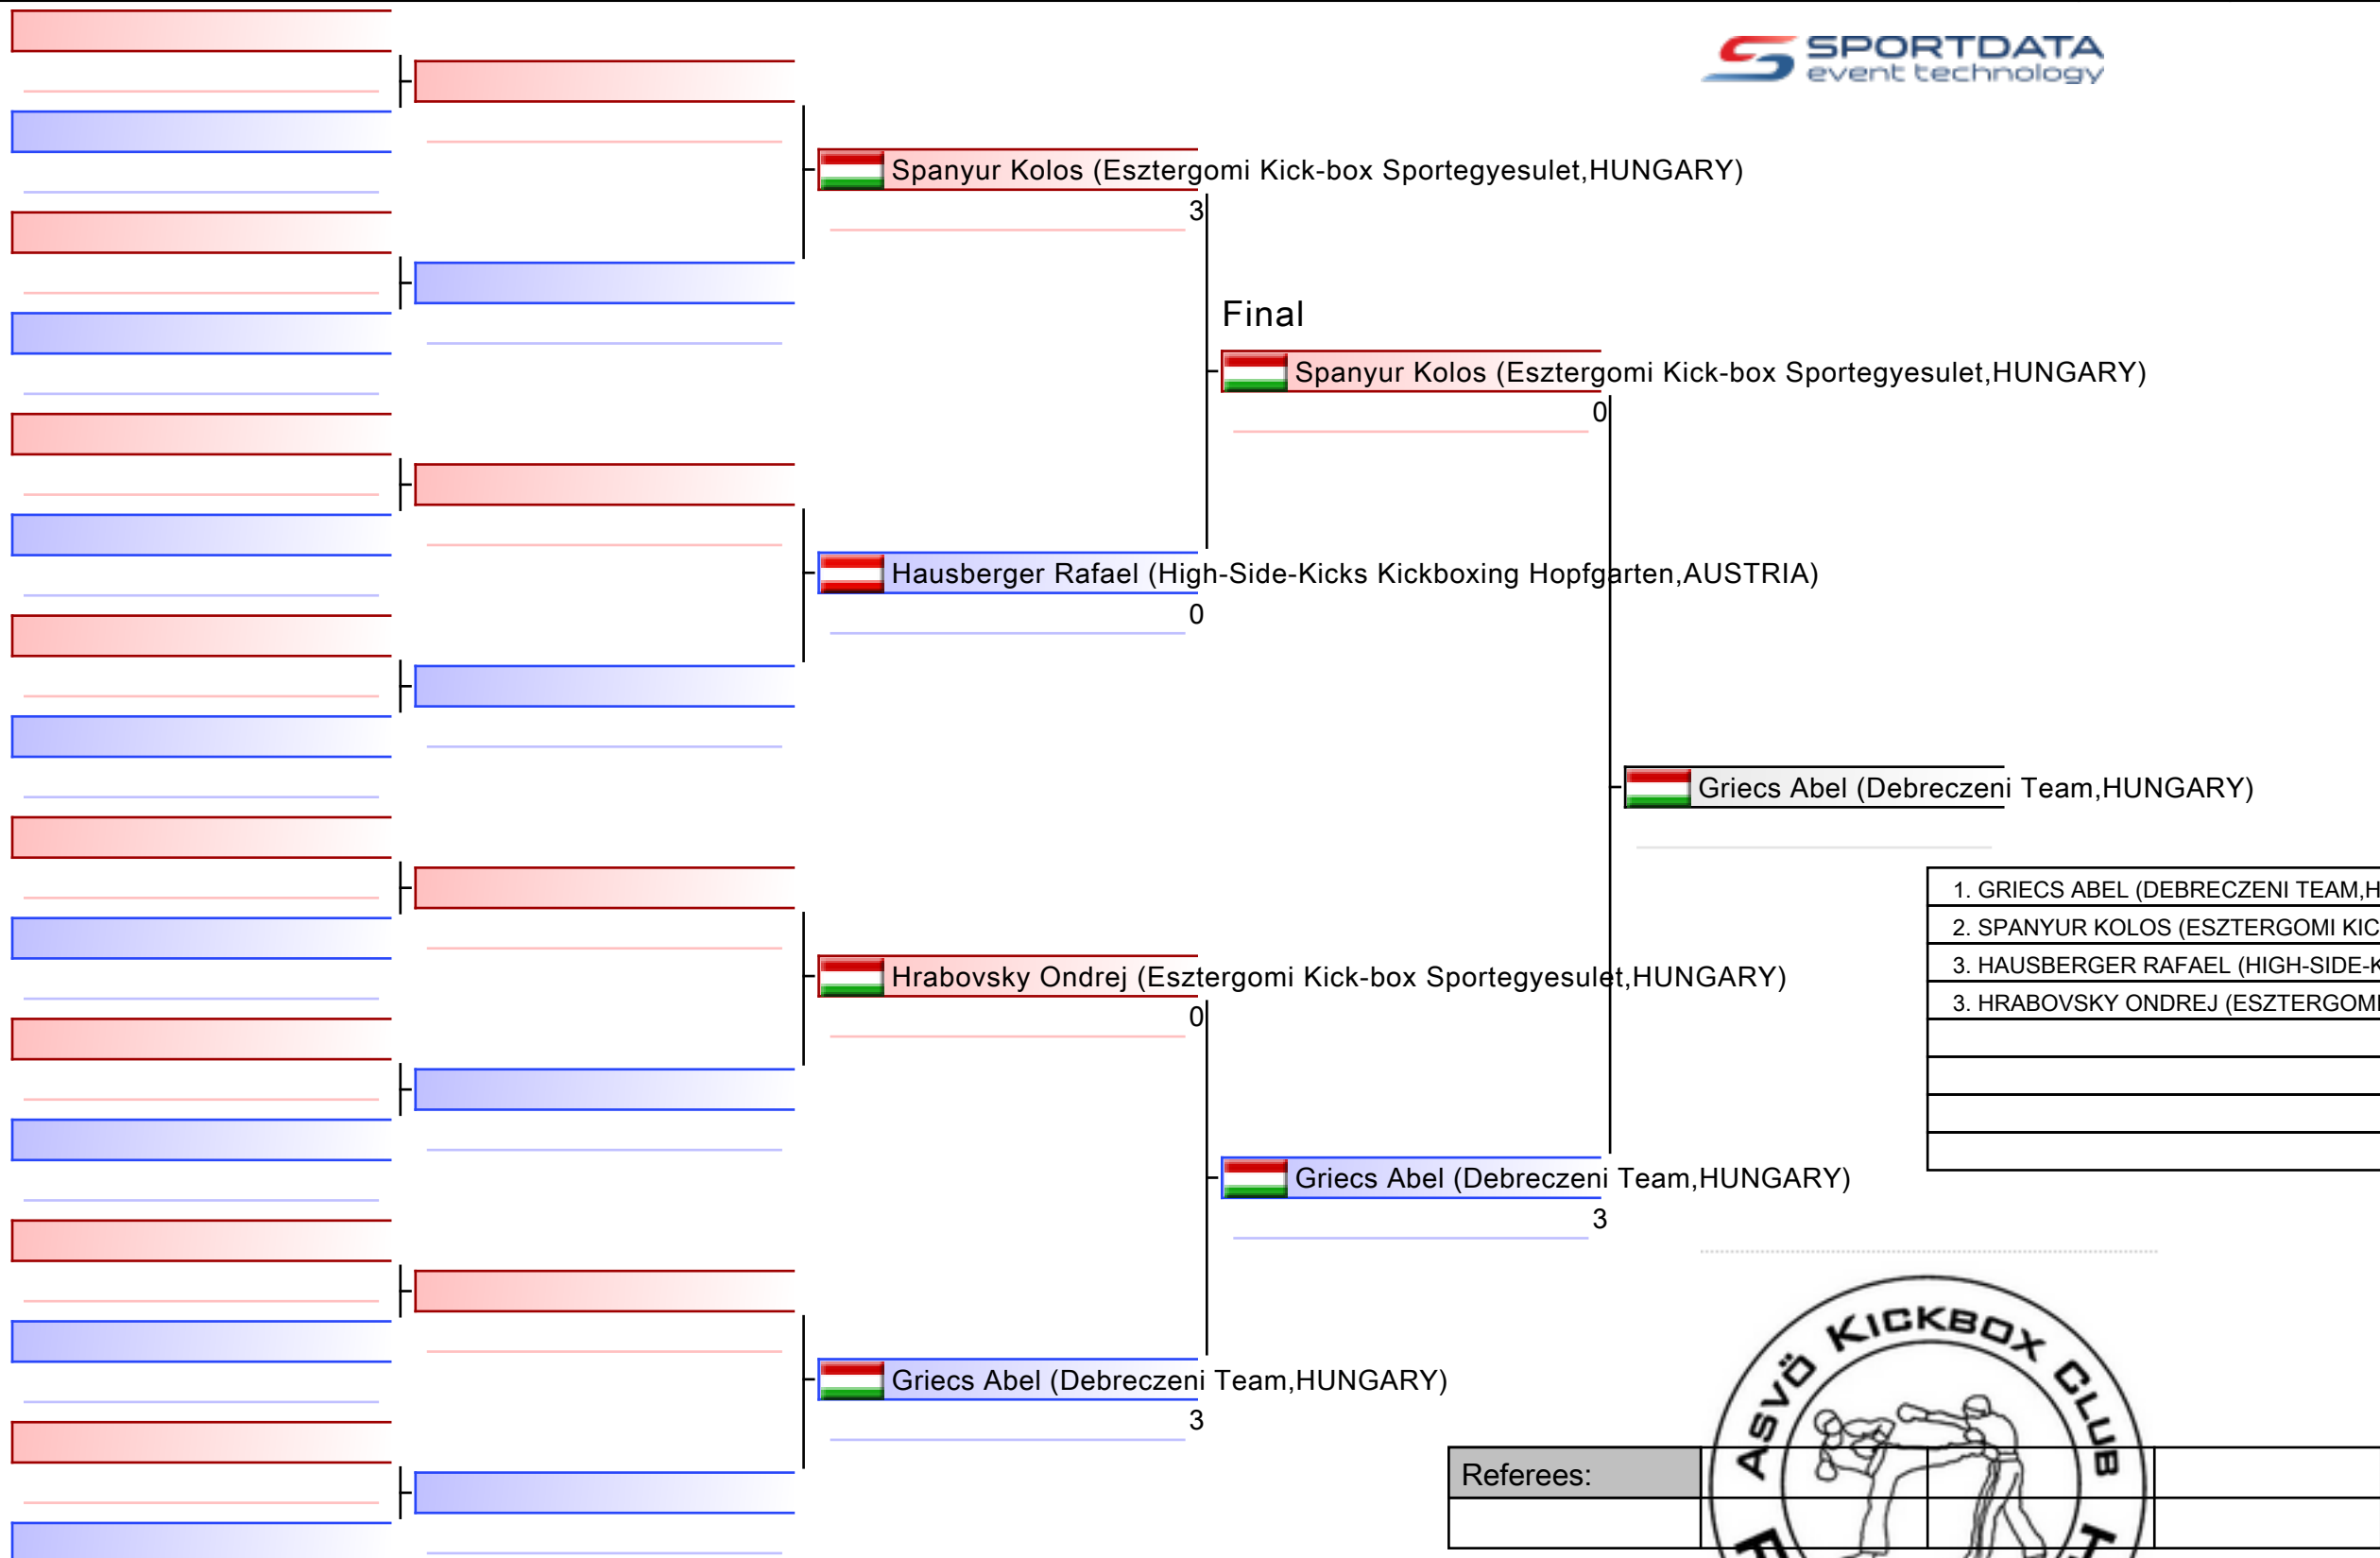 SPORTDATA
event technology
Spanyur Kolos (Esztergomi Kick-box Sportegyesulet,HUNGARY)
3
Final
Spanyur Kolos (Esztergomi Kick-box Sportegyesulet,HUNGARY)
0
Hausberger Rafael (High-Side-Kicks Kickboxing Hopfgarten,AUSTRIA)
0
Griecs Abel (Debreczeni Team,HUNGARY)
1. GRIECS ABEL (DEBRECZENI TEAM,H
2. SPANYUR KOLOS (ESZTERGOMI KIC
3. HAUSBERGER RAFAEL (HIGH-SIDE-K
3. HRABOVSKY ONDREJ (ESZTERGOMI
Hrabovsky Ondrej (Esztergomi Kick-box Sportegyesulet,HUNGARY)
0
Griecs Abel (Debreczeni Team,HUNGARY)
3
Griecs Abel (Debreczeni Team,HUNGARY)
3
ASVÖ KICKBOX CLUB
Referees: